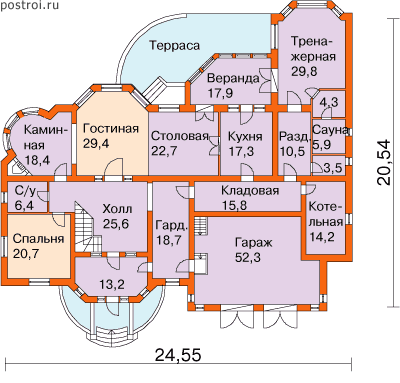 postroi.ru
Терраса
Трена-
жерная
29,8
Веранда
17,9
4,3
Камин-
ная
18,4
Гостиная
29,4
Столовая
22,7
Кухня
17,3
Разд.
10,5
Сауна
5,9
3,5
С/у
6,4
Холл
25,6
Гард.
18,7
Кладовая
15,8
Котель-
ная
14,2
Спальня
20,7
13,2
Гараж
52,3
20,54
24,55